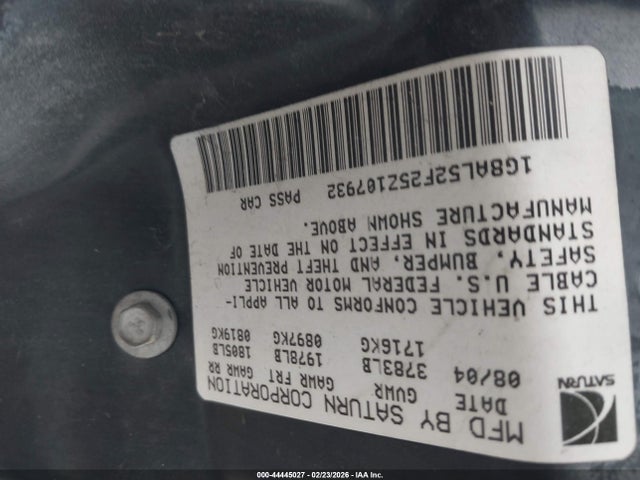 MFD BY SATURN CORPORATION
DATE GVWR GAWR FRT GAWR RR
08/04 3783LB 1978LB 1805LB
1716KG 0897KG 0819KG
SATURN
THIS VEHICLE CONFORMS TO ALL APPLI-
CABLE U.S. FEDERAL MOTOR VEHICLE
SAFETY, BUMPER, AND THEFT PREVENTION
STANDARDS IN EFFECT ON THE DATE OF
MANUFACTURE SHOWN ABOVE.
1G8AL52F25Z107932 PASS CAR
000-44445027 - 02/23/2026 - IAA Inc.